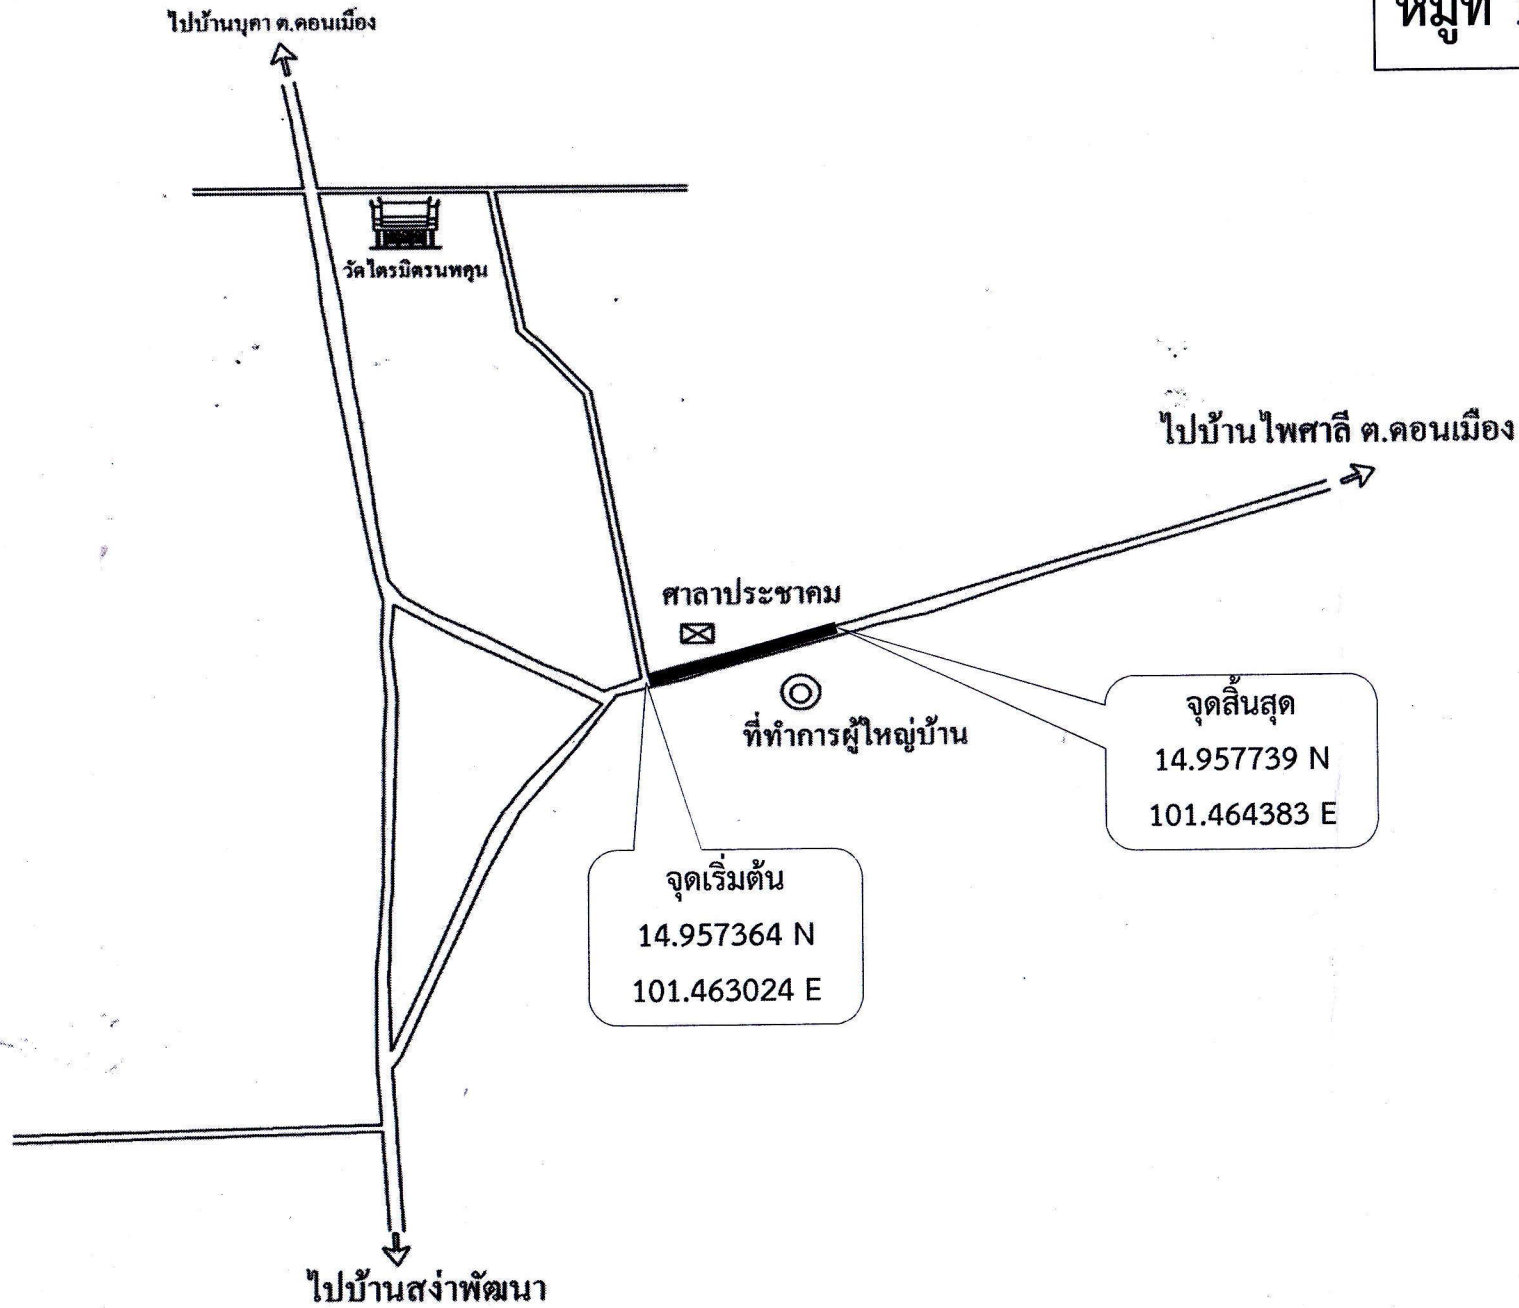 ไปบ้านบุคา ต.ดอนเมือง
หมู่ที่
วัดไตรมิตรนพคุน
ไปบ้านไพศาลี ต.ดอนเมือง
ศาลาประชาคม
ที่ทำการผู้ใหญ่บ้าน
จุดสิ้นสุด
14.957739 N
101.464383 E
จุดเริ่มต้น
14.957364 N
101.463024 E
ไปบ้านสง่าพัฒนา